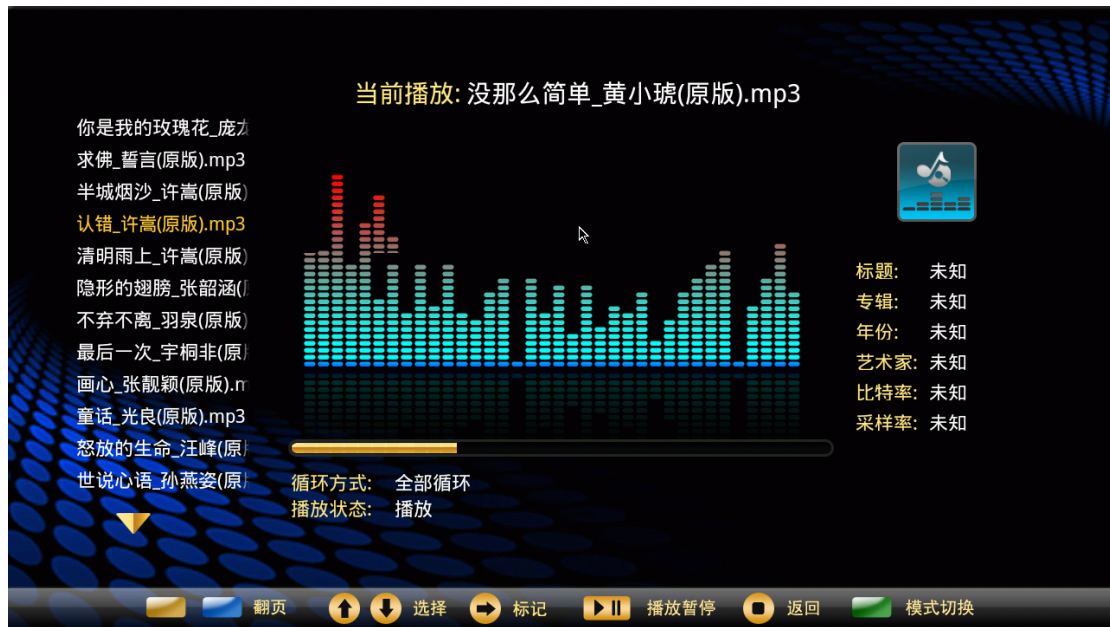 当前播放: 没那么简单_黄小琥(原版).mp3
你是我的玫瑰花_庞龙
求佛_誓言(原版).mp3
半城烟沙_许嵩(原版)
认错_许嵩(原版).mp3
清明雨上_许嵩(原版)
隐形的翅膀_张韶涵(
不弃不离_羽泉(原版)
最后一次_宇桐非(原
画心_张靓颖(原版).m
童话_光良(原版).mp3
怒放的生命_汪峰(原
世说心语_孙燕姿(原
标题: 未知
专辑: 未知
年份: 未知
艺术家: 未知
比特率: 未知
采样率: 未知
循环方式: 全部循环
播放状态: 播放
翻页 选择 标记 播放暂停 返回 模式切换